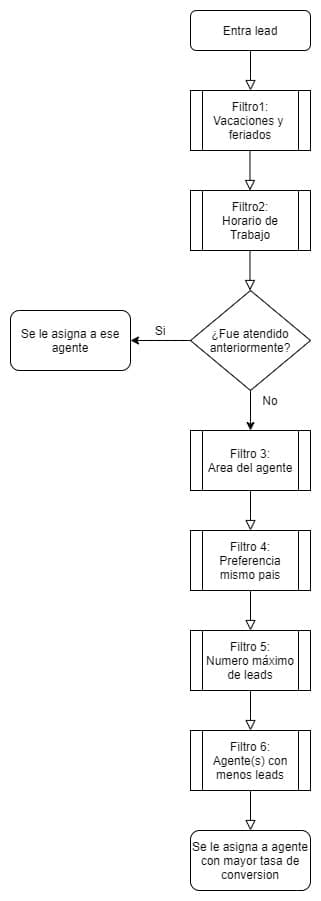 Entra lead
Filtro1:
Vacaciones y
feriados
Filtro2:
Horario de
Trabajo
¿Fue atendido
anteriormente?
Si
Se le asigna a ese
agente
No
Filtro 3:
Area del agente
Filtro 4:
Preferencia
mismo pais
Filtro 5:
Numero máximo
de leads
Filtro 6:
Agente(s) con
menos leads
Se le asigna a agente
con mayor tasa de
conversion